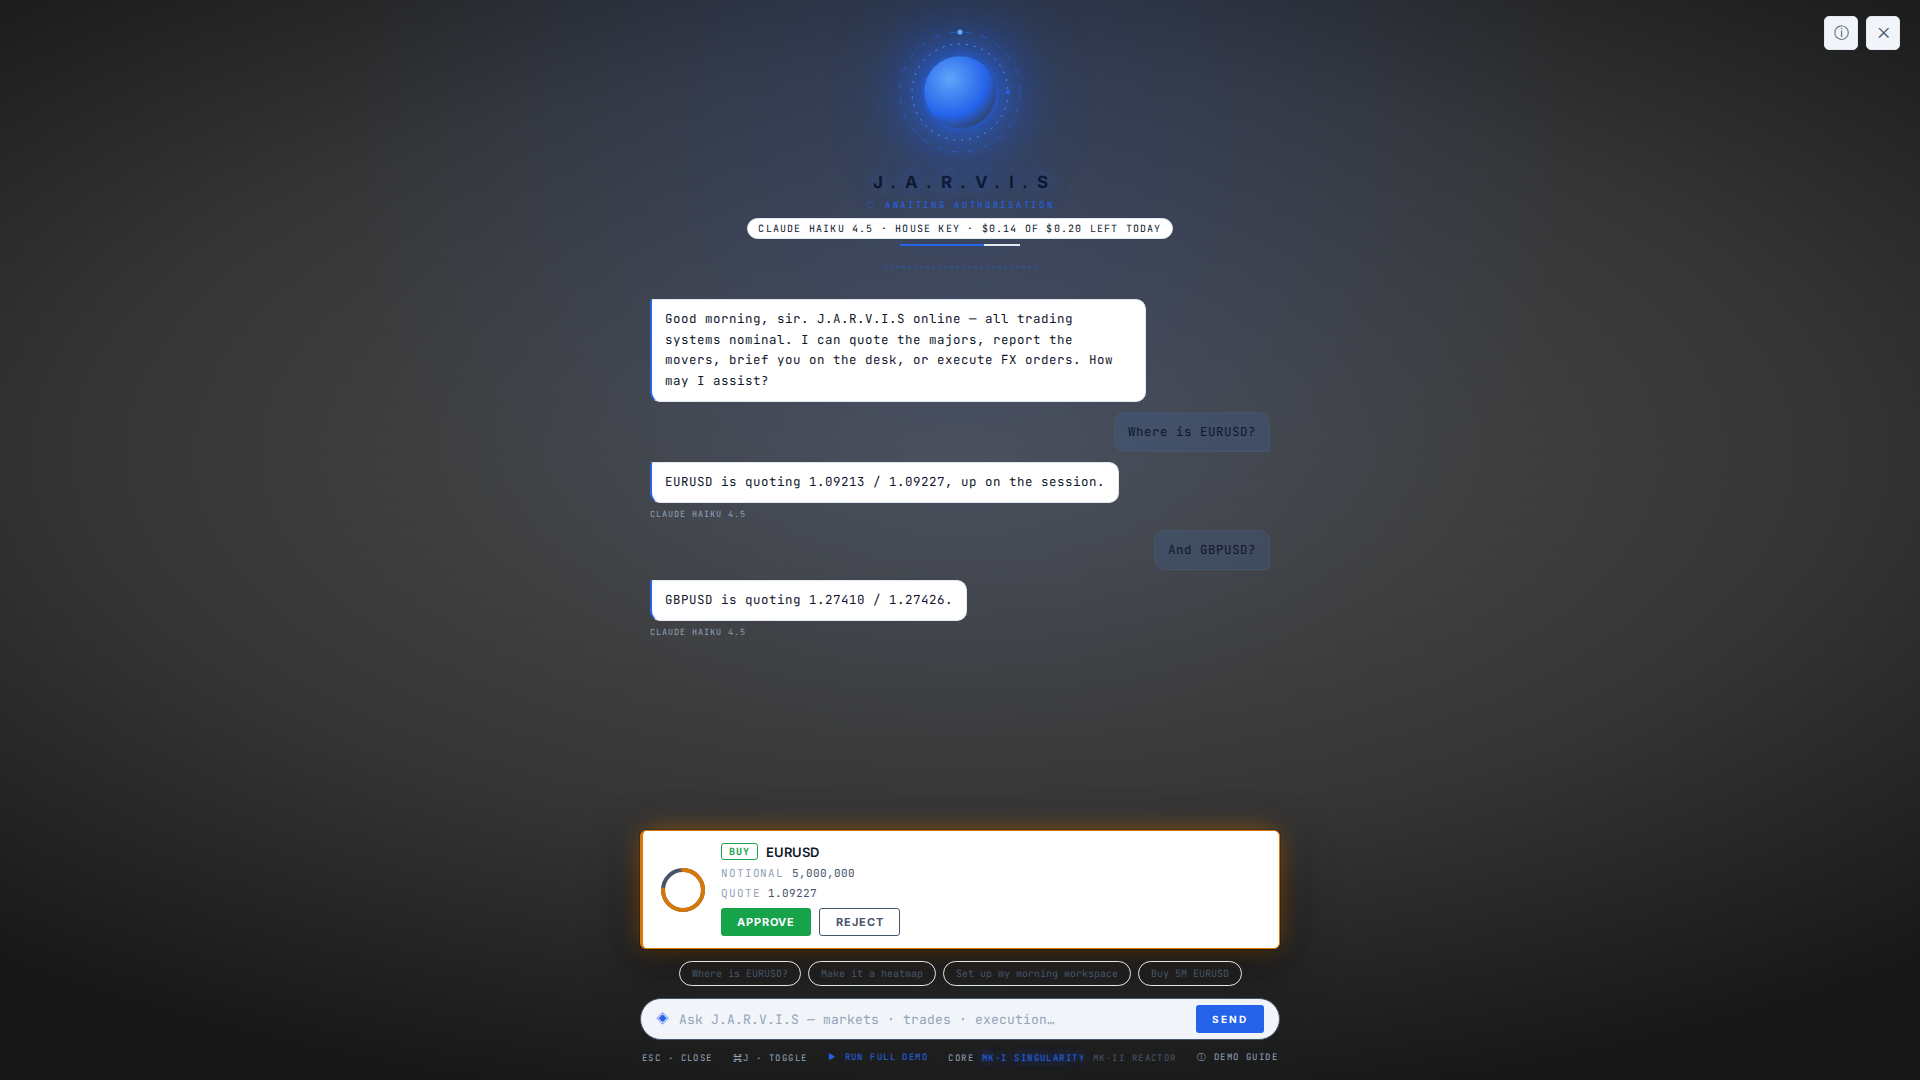 J.A.R.V.I.S
AWAITING AUTHORISATION
CLAUDE HAIKU 4.5 · HOUSE KEY · $0.14 OF $0.20 LEFT TODAY
Good morning, sir. J.A.R.V.I.S online — all trading
systems nominal. I can quote the majors, report the
movers, brief you on the desk, or execute FX orders. How
may I assist?
Where is EURUSD?
EURUSD is quoting 1.09213 / 1.09227, up on the session.
CLAUDE HAIKU 4.5
And GBPUSD?
GBPUSD is quoting 1.27410 / 1.27426.
CLAUDE HAIKU 4.5
BUY EURUSD
NOTIONAL 5,000,000
QUOTE 1.09227
APPROVE REJECT
Where is EURUSD? Make it a heatmap Set up my morning workspace Buy 5M EURUSD
Ask J.A.R.V.I.S — markets · trades · execution… SEND
ESC · CLOSE ⌘J · TOGGLE ▶ RUN FULL DEMO CORE MK-I SINGULARITY MK-II REACTOR ⓘ DEMO GUIDE